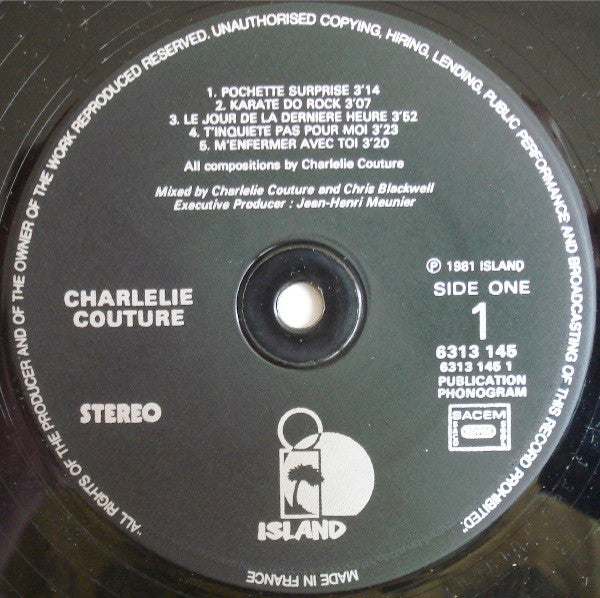 "ALL RIGHTS OF THE PRODUCER AND OF THE OWNER OF THE WORK REPRODUCED RESERVED. UNAUTHORISED COPYING, HIRING, LENDING, PUBLIC PERFORMANCE AND BROADCASTING OF THIS RECORD PROHIBITED."
1. POCHETTE SURPRISE 3'14
2. KARATE DO ROCK 3'07
3. LE JOUR DE LA DERNIERE HEURE 3'52
4. T'INQUIETE PAS POUR MOI 3'23
5. M'ENFERMER AVEC TOI 3'20
All compositions by Charlelie Couture
Mixed by Charlelie Couture and Chris Blackwell
Executive Producer : Jean-Henri Meunier
CHARLELIE
COUTURE
STEREO
Ⓟ 1981 ISLAND
SIDE ONE
1
6313 145
6313 145 1
PUBLICATION
PHONOGRAM
SACEM
ISLAND
MADE IN FRANCE